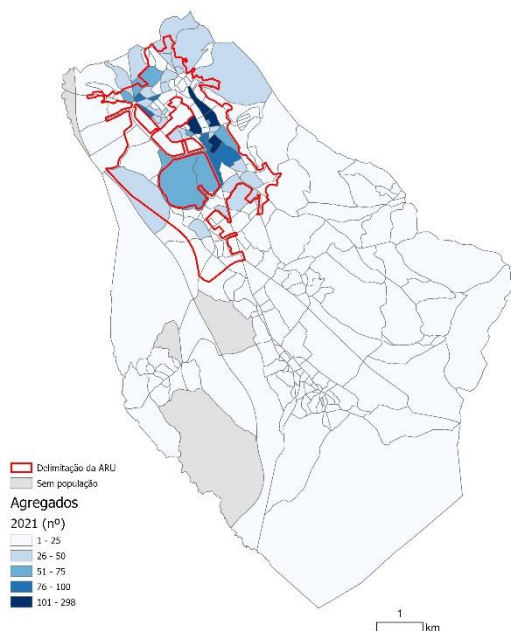 Delimitação da ARU
Sem população
Agregados
2021 (nº)
1 - 25
26 - 50
51 - 75
76 - 100
101 - 298
1
km